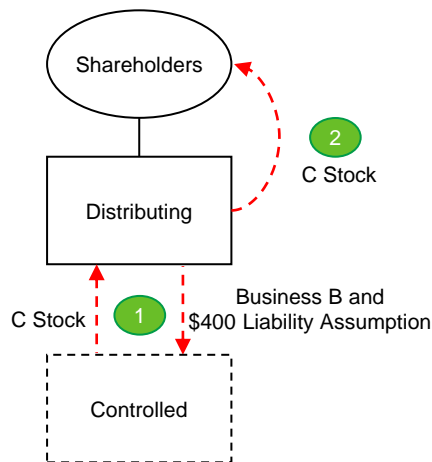 Shareholders
2
C Stock
Distributing
C Stock
1
Business B and
$400 Liability Assumption
Controlled